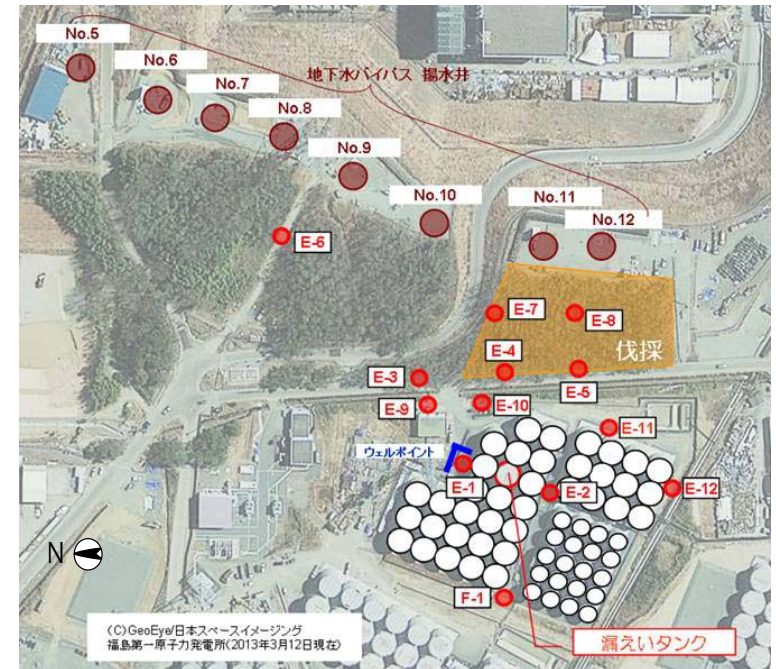 No.5
No.6
No.7
地下水バイパス 揚水井
No.8
No.9
No.10
No.11
No.12
E-6
E-7
E-8
伐採
E-4
E-3
E-5
E-9
E-10
E-11
ウェルポイント
E-1
E-2
E-12
N
F-1
(C)GeoEye/日本スペースイメージング
福島第一原子力発電所(2013年3月12日現在)
漏えいタンク